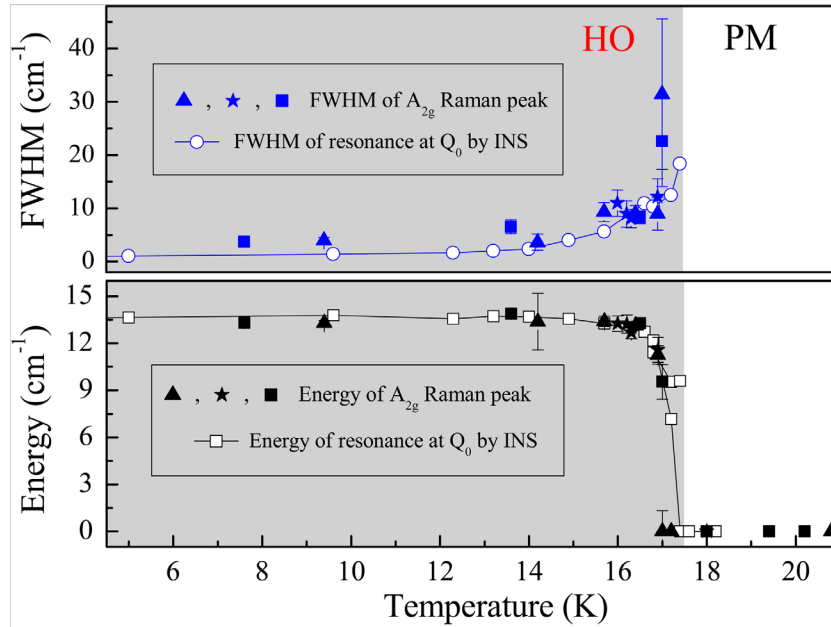 HO PM
40
30
20
10
0
FWHM (cm⁻¹)
▲ , ★ , ■ FWHM of A₂g Raman peak
FWHM of resonance at Q₀ by INS
15
12
9
6
3
0
Energy (cm⁻¹)
▲ , ★ , ■ Energy of A₂g Raman peak
Energy of resonance at Q₀ by INS
6 8 10 12 14 16 18 20
Temperature (K)